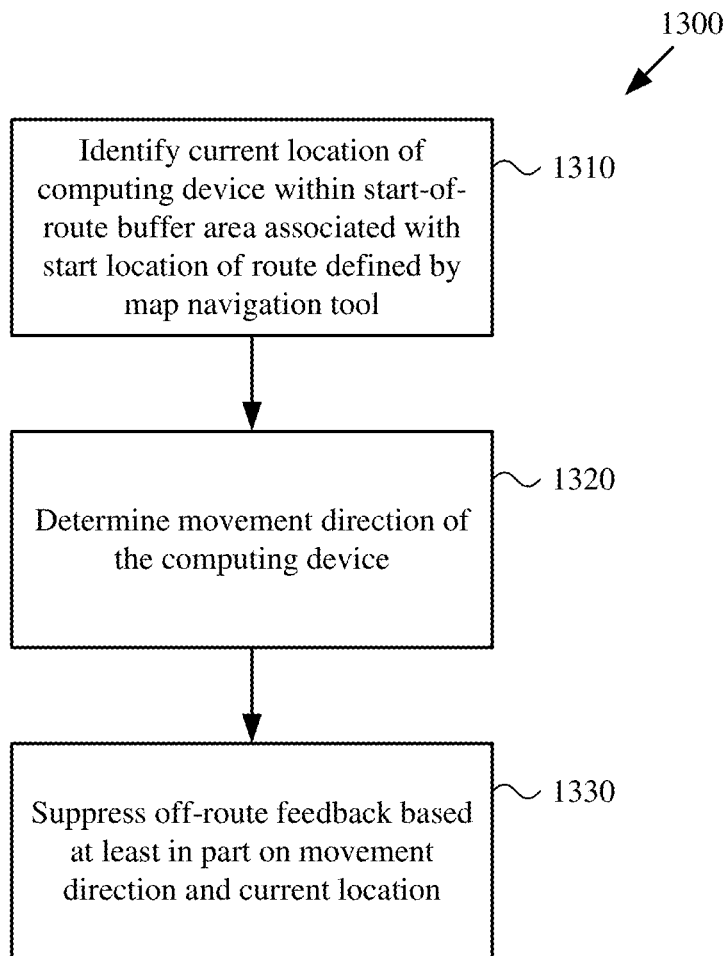 1300
Identify current location of
computing device within start-of-
route buffer area associated with
start location of route defined by
map navigation tool
1310
Determine movement direction of
the computing device
1320
Suppress off-route feedback based
at least in part on movement
direction and current location
1330